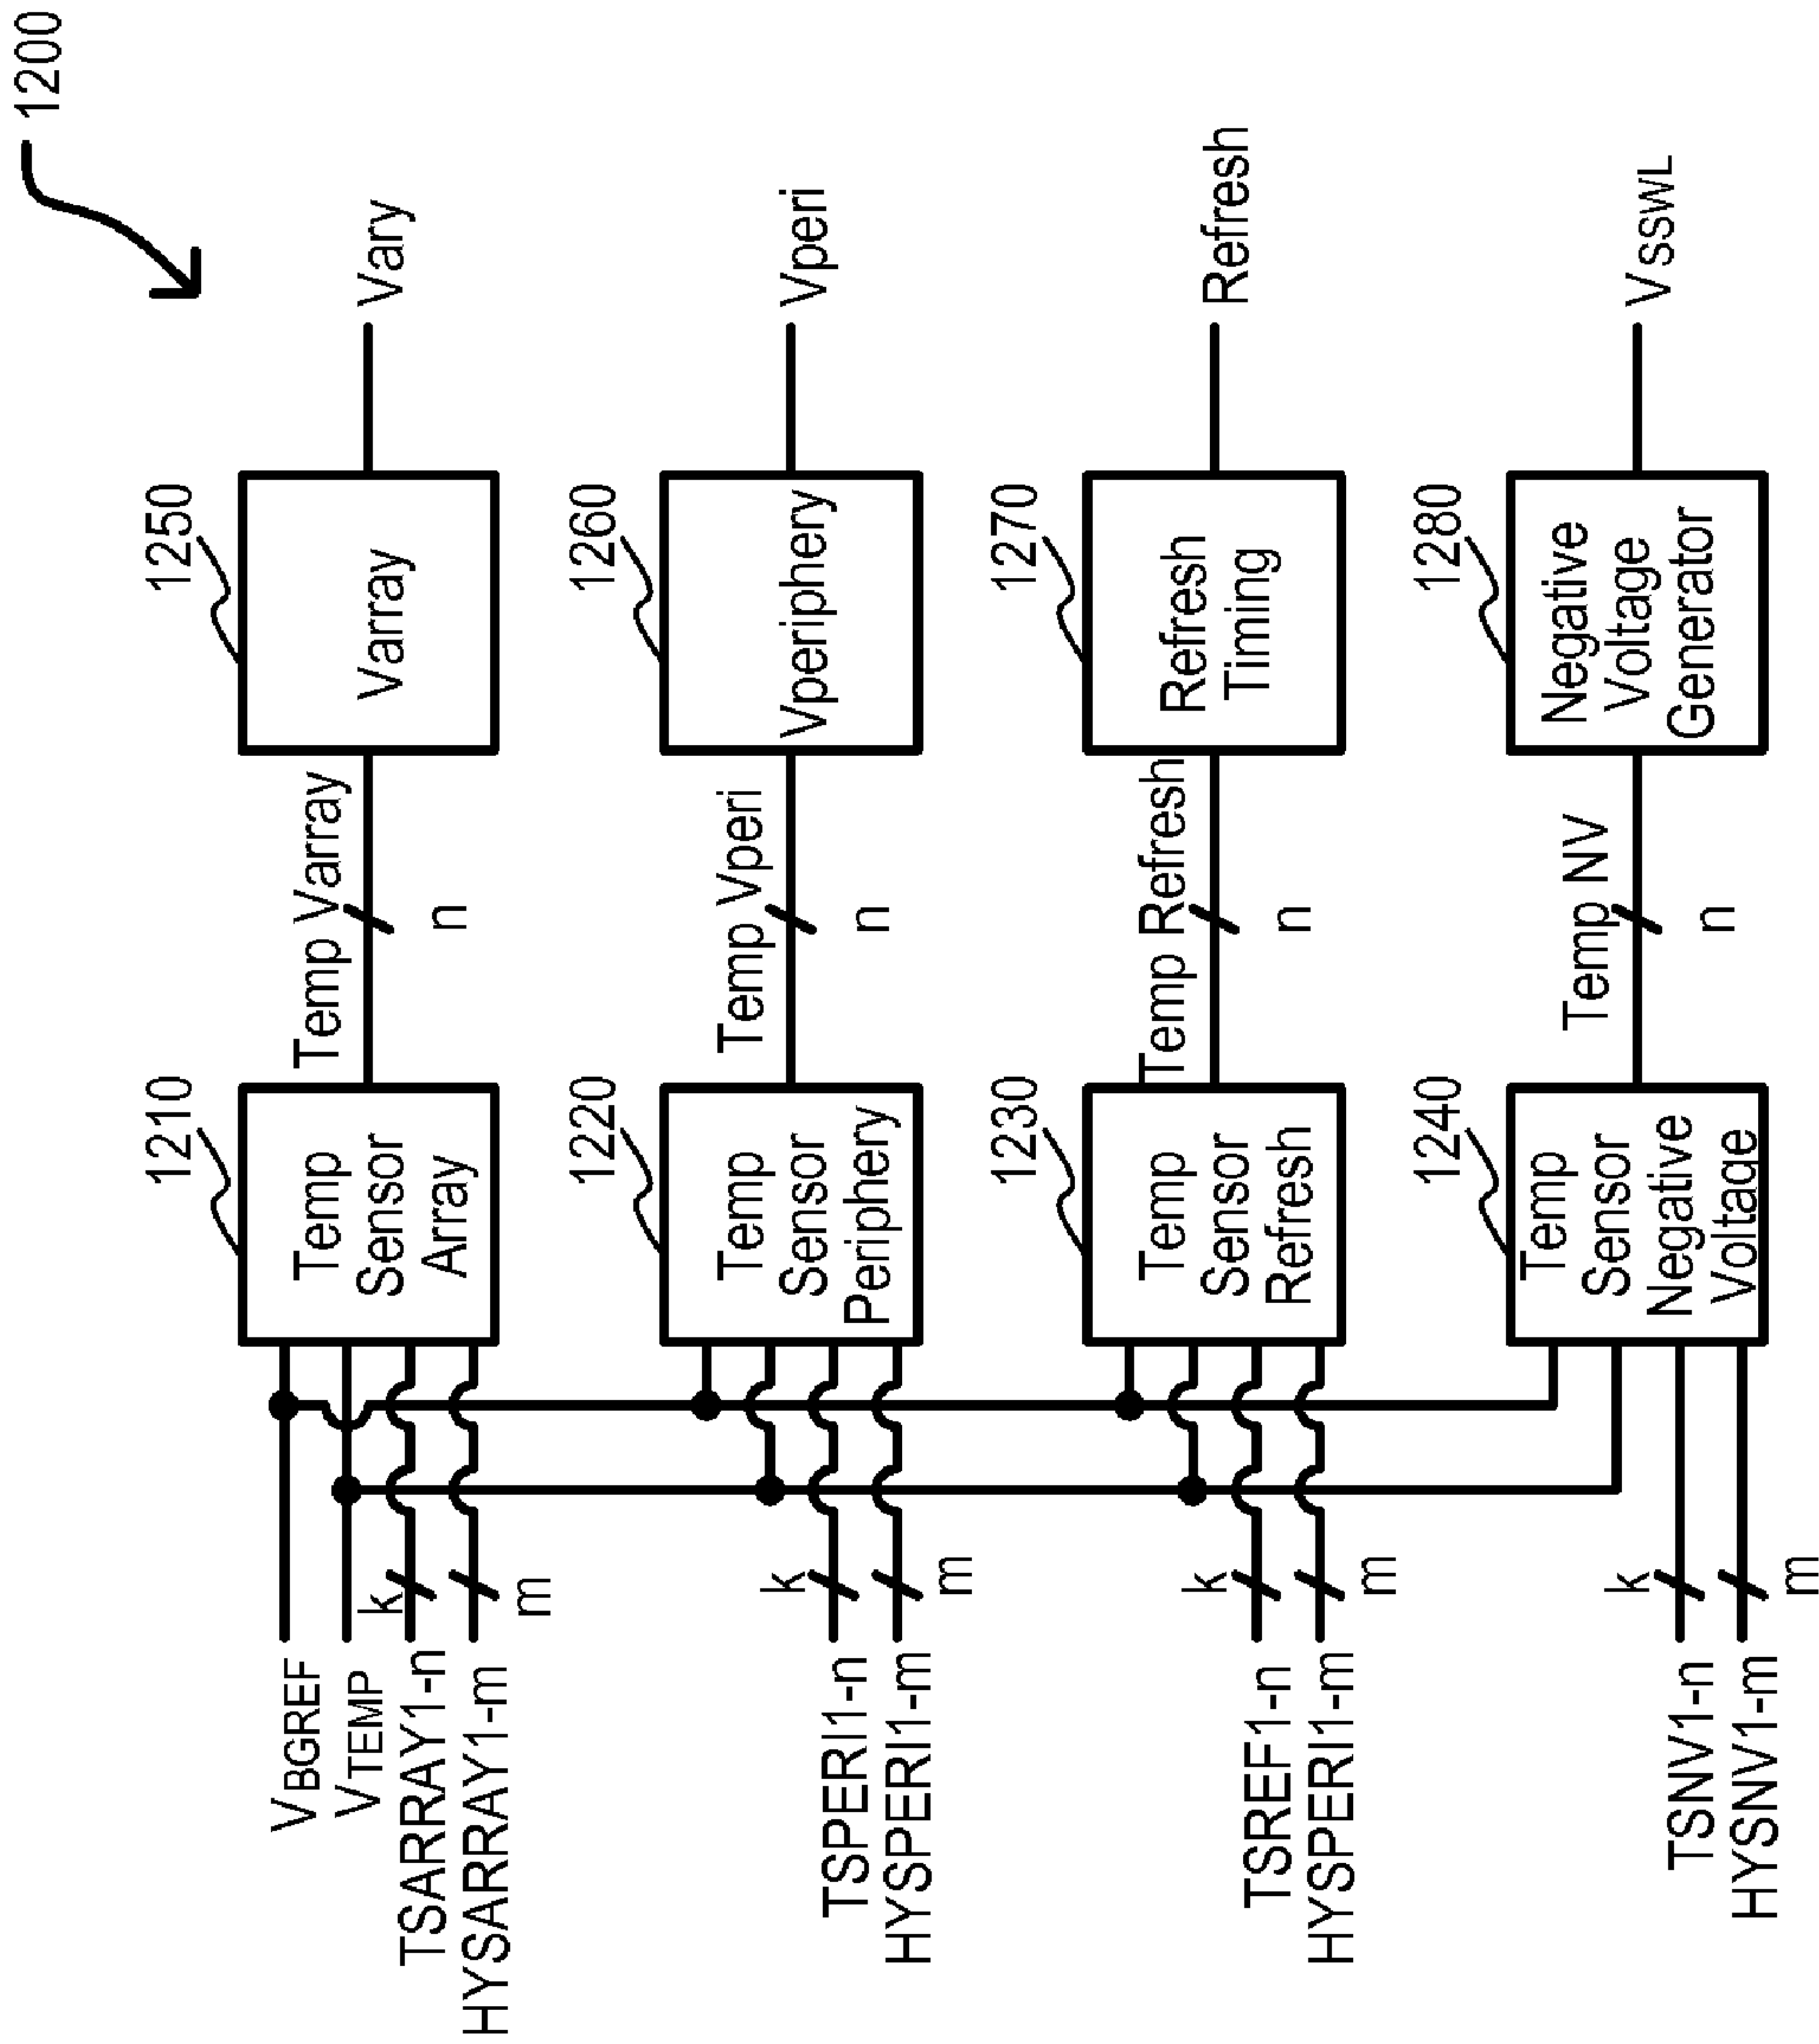 1200
VBGREF
VTEMP
TSARRAY1-n
k
HYSARRAY1-m
m
1210
Temp
Sensor
Array
Temp Varray
n
1250
Varray
Vary
TSPERI1-n
k
HYSPERI1-m
m
1220
Temp
Sensor
Periphery
Temp Vperi
n
1260
Vperiphery
Vperi
TSREF1-n
k
HYSPERI1-m
m
1230
Temp
Sensor
Refresh
Temp Refresh
n
1270
Refresh
Timing
Refresh
TSNV1-n
k
HYSNV1-m
m
1240
Temp
Sensor
Negative
Voltage
Temp NV
n
1280
Negative
Voltage
Generator
VSSWL